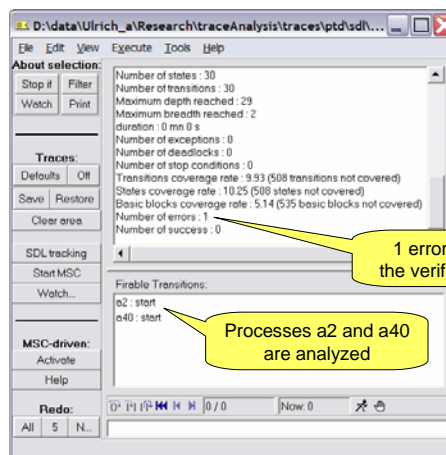 D:\data\Ulrich_a\Research\traceAnalysis\traces\ptd\sdl\...
File Edit View Execute Tools Help
About selection:
Stop if Filter
Watch Print
Traces:
Defaults Off
Save Restore
Clear area
SDL tracking
Start MSC
Watch...
MSC-driven:
Activate
Help
Redo:
All 5 N...
Number of states : 30
Number of transitions : 30
Maximum depth reached : 29
Maximum breadth reached : 2
duration : 0 mn 0 s
Number of exceptions : 0
Number of deadlocks : 0
Number of stop conditions : 0
Transitions coverage rate : 9.93 (508 transitions not covered)
States coverage rate : 10.25 (508 states not covered)
Basic blocks coverage rate : 5.14 (535 basic blocks not covered)
Number of errors : 1
Number of success : 0
1 error
the verif
Firable Transitions:
a2 : start
a40 : start
Processes a2 and a40
are analyzed
0 / 0
Now: 0